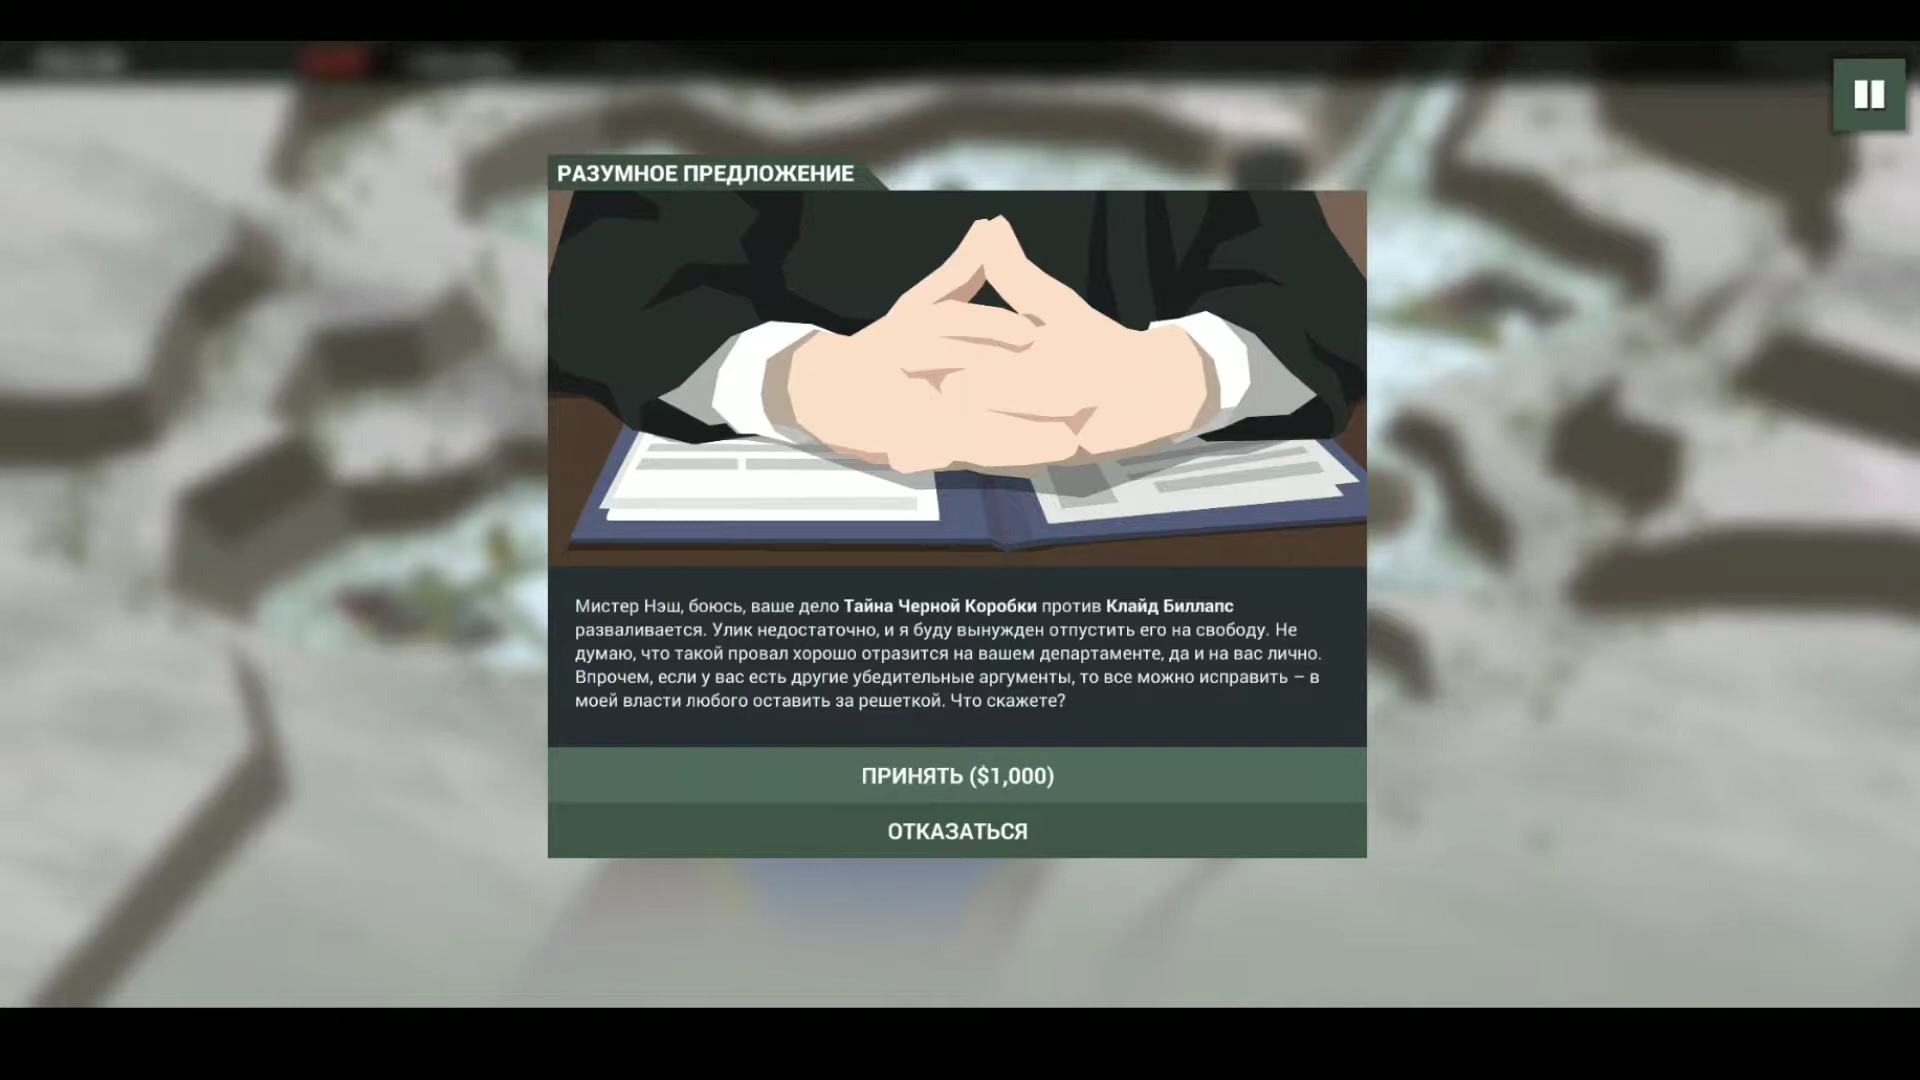 РАЗУМНОЕ ПРЕДЛОЖЕНИЕ
Мистер Нэш, боюсь, ваше дело Тайна Черной Коробки против Клайд Биллапс
разваливается. Улик недостаточно, и я буду вынужден отпустить его на свободу. Не
думаю, что такой провал хорошо отразится на вашем департаменте, да и на вас лично.
Впрочем, если у вас есть другие убедительные аргументы, то все можно исправить – в
моей власти любого оставить за решеткой. Что скажете?
ПРИНЯТЬ ($1,000)
ОТКАЗАТЬСЯ